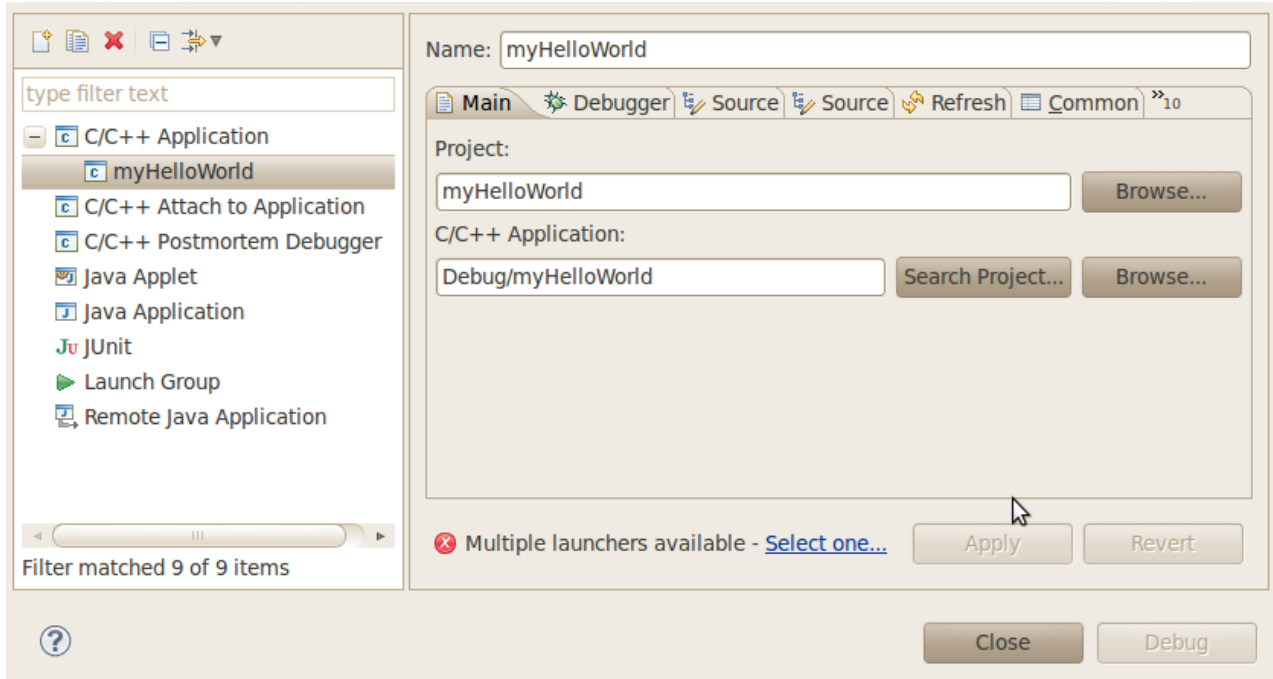 type filter text
C/C++ Application
myHelloWorld
C/C++ Attach to Application
C/C++ Postmortem Debugger
Java Applet
Java Application
Ju JUnit
Launch Group
Remote Java Application
Filter matched 9 of 9 items
Name: myHelloWorld
Main Debugger Source Source Refresh Common »10
Project:
myHelloWorld Browse...
C/C++ Application:
Debug/myHelloWorld Search Project... Browse...
Multiple launchers available - Select one... Apply Revert
? Close Debug